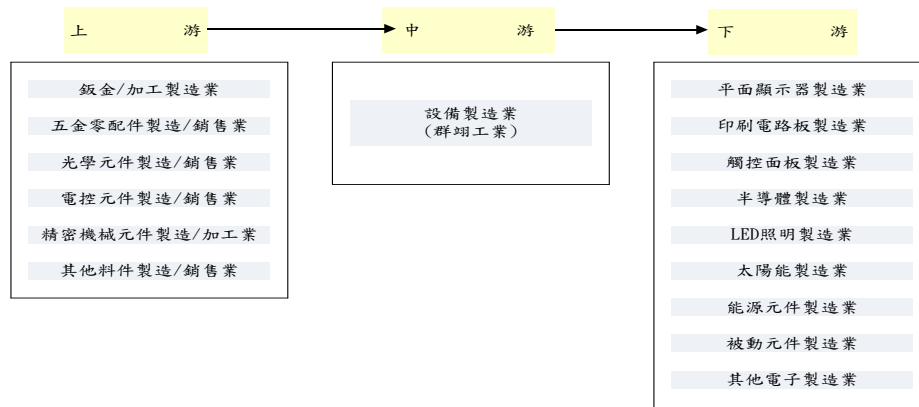 上 游
中 游
下 游
鈑金/加工製造業
五金零配件製造/銷售業
光學元件製造/銷售業
電控元件製造/銷售業
精密機械元件製造/加工業
其他料件製造/銷售業
設備製造業
(群翊工業)
平面顯示器製造業
印刷電路板製造業
觸控面板製造業
半導體製造業
LED照明製造業
太陽能製造業
能源元件製造業
被動元件製造業
其他電子製造業